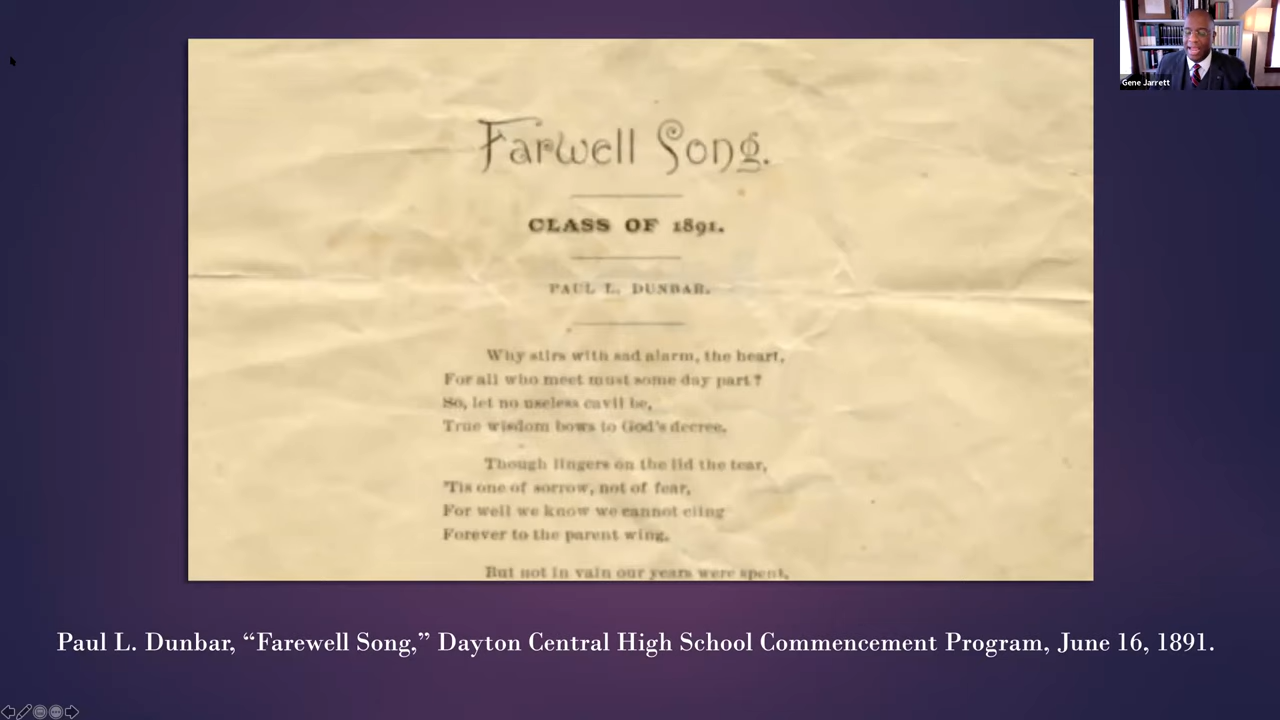 Farwell Song.
CLASS OF 1891.
PAUL L. DUNBAR.
Why stirs with sad alarm, the heart,
For all who meet must some day part?
So, let no useless cavil be,
True wisdom bows to God's decree.
Though lingers on the lid the tear,
'Tis one of sorrow, not of fear,
For well we know we cannot cling
Forever to the parent wing.
But not in vain our years were spent,
Paul L. Dunbar, “Farewell Song,” Dayton Central High School Commencement Program, June 16, 1891.
Gene Jarrett